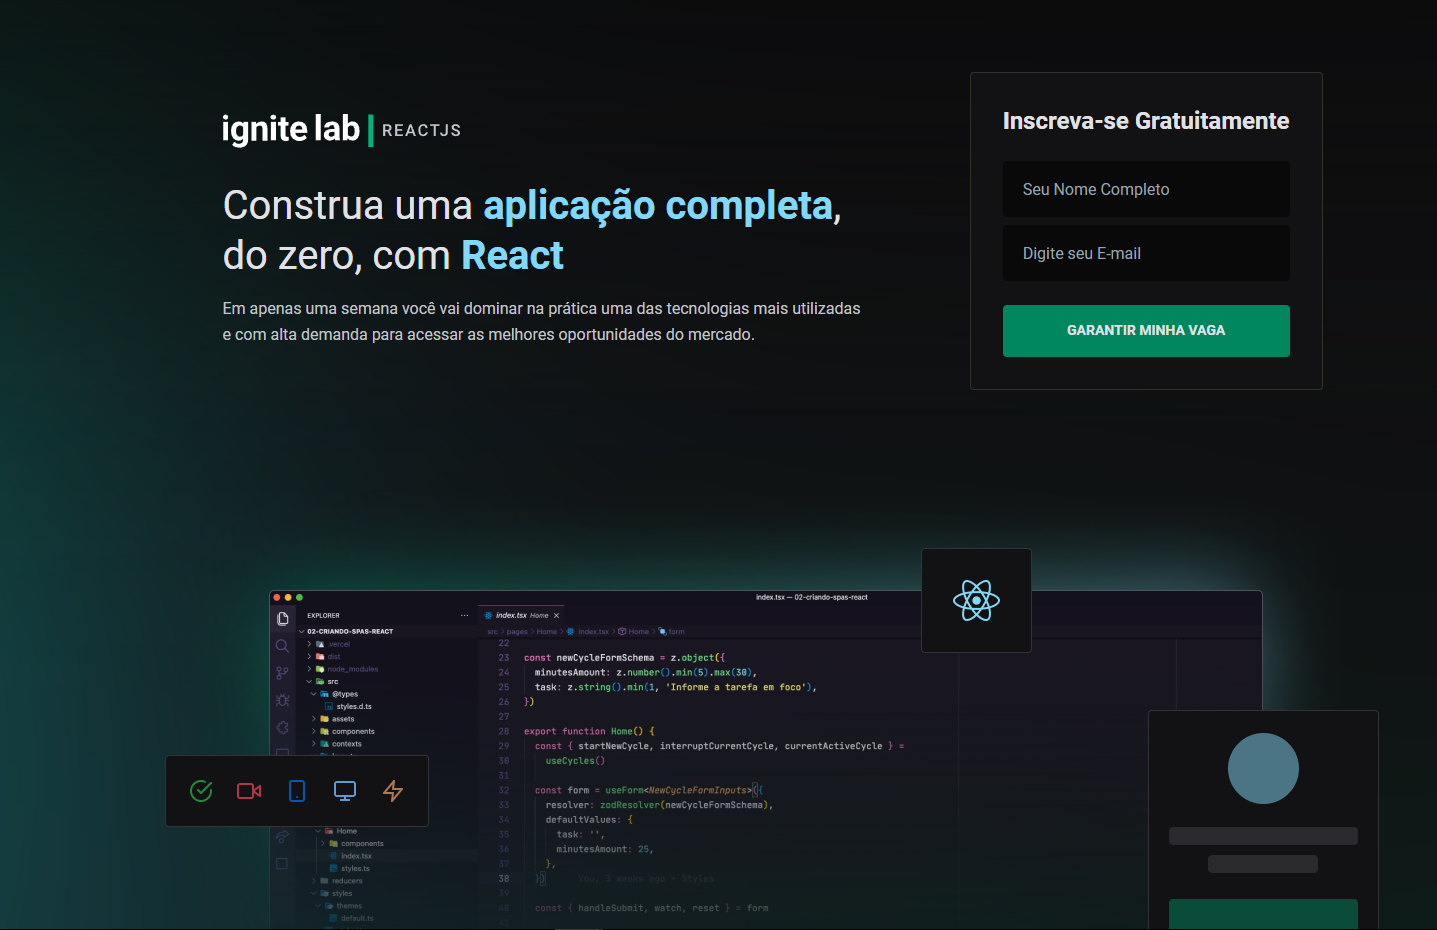 ignite lab
REACTJS
Construa uma aplicação completa,
do zero, com React
Em apenas uma semana você vai dominar na prática uma das tecnologias mais utilizadas
e com alta demanda para acessar as melhores oportunidades do mercado.
Inscreva-se Gratuitamente
Seu Nome Completo
Digite seu E-mail
GARANTIR MINHA VAGA
index.tsx — 02-criando-spas-react
EXPLORER ···
02-CRIANDO-SPAS-REACT
.vercel
dist
node_modules
src
@types
styles.d.ts
assets
components
contexts
Home
components
index.tsx
styles.ts
reducers
styles
themes
default.ts
index.tsx Home
src > pages > Home > index.tsx > Home > form
22
23 const newCycleFormSchema = z.object({
24 minutesAmount: z.number().min(5).max(30),
25 task: z.string().min(1, 'Informe a tarefa em foco'),
26 })
27
28 export function Home() {
29 const { startNewCycle, interruptCurrentCycle, currentActiveCycle } =
30 useCycles()
31
32 const form = useForm<NewCycleFormInputs>({
33 resolver: zodResolver(newCycleFormSchema),
34 defaultValues: {
35 task: '',
36 minutesAmount: 25,
37 },
38 }) You, 3 weeks ago • Styles
39
40 const { handleSubmit, watch, reset } = form
41